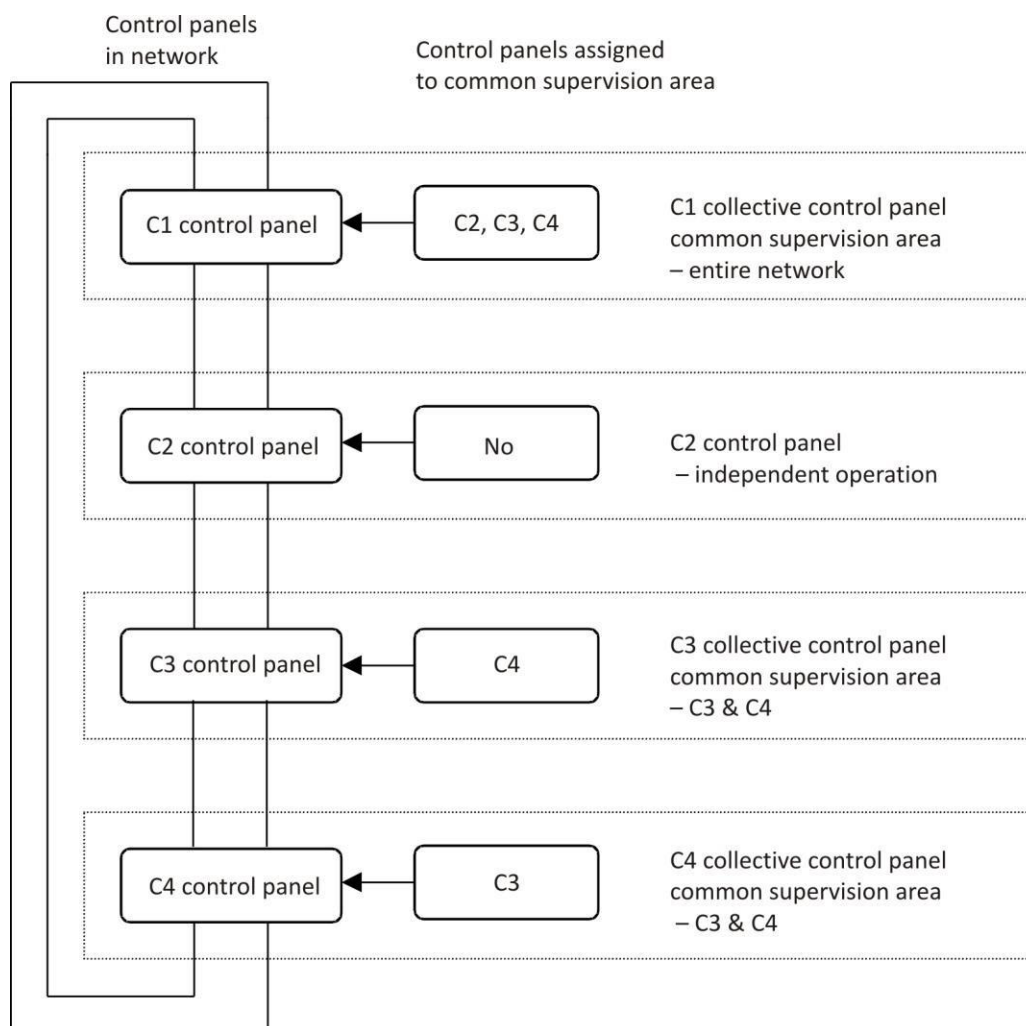 Control panels
in network
Control panels assigned
to common supervision area
C1 control panel
C2, C3, C4
C1 collective control panel
common supervision area
– entire network
C2 control panel
No
C2 control panel
– independent operation
C3 control panel
C4
C3 collective control panel
common supervision area
– C3 & C4
C4 control panel
C3
C4 collective control panel
common supervision area
– C3 & C4